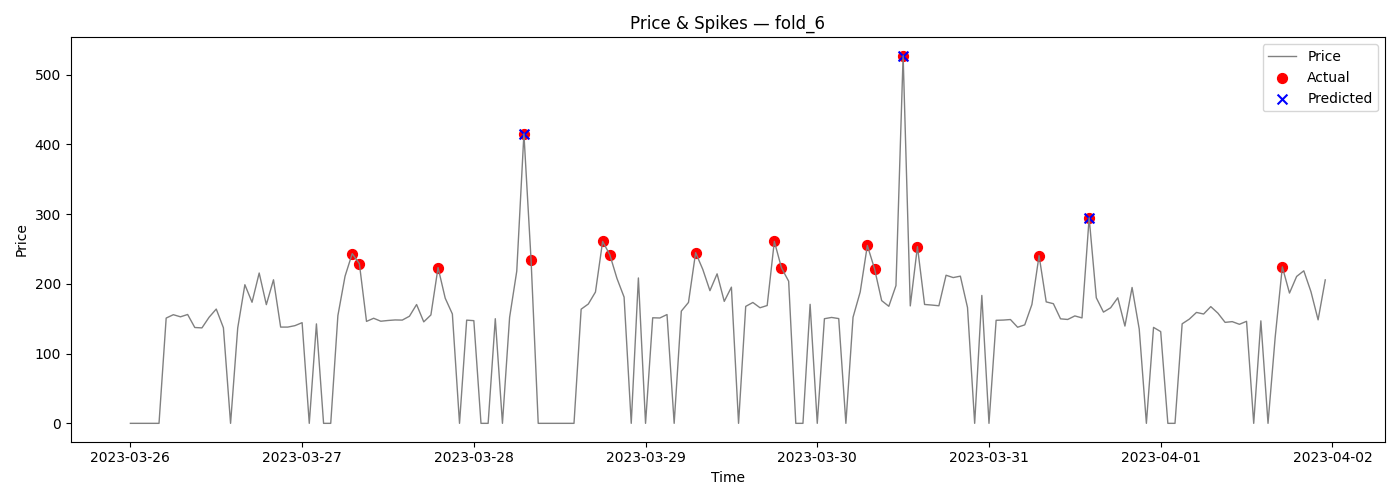 Price & Spikes — fold_6
Price
Actual
Predicted
500
400
300
200
100
0
Price
2023-03-26
2023-03-27
2023-03-28
2023-03-29
2023-03-30
2023-03-31
2023-04-01
2023-04-02
Time